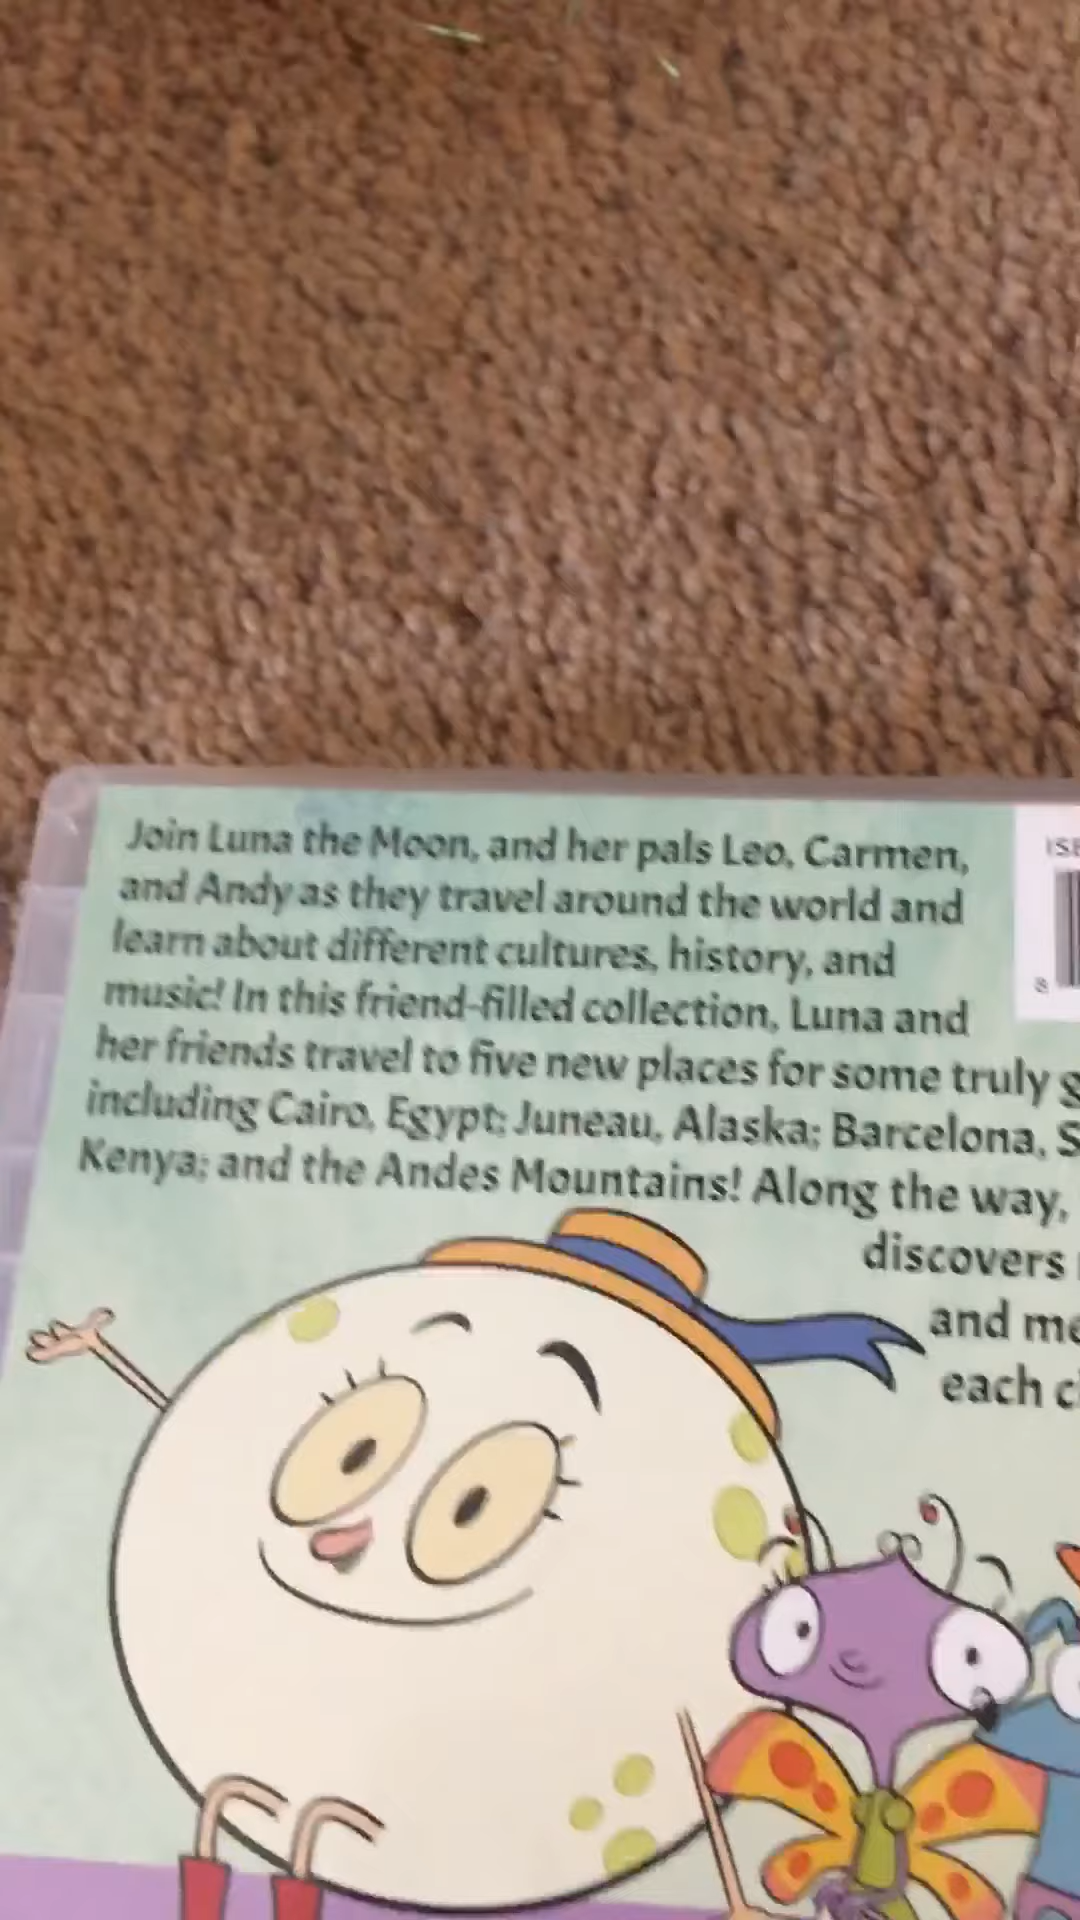 Join Luna the Moon, and her pals Leo, Carmen,
and Andy as they travel around the world and
learn about different cultures, history, and
music! In this friend-filled collection, Luna and
her friends travel to five new places for some truly g
including Cairo, Egypt; Juneau, Alaska; Barcelona, S
Kenya; and the Andes Mountains! Along the way,
discovers
and me
each c
ISB
8